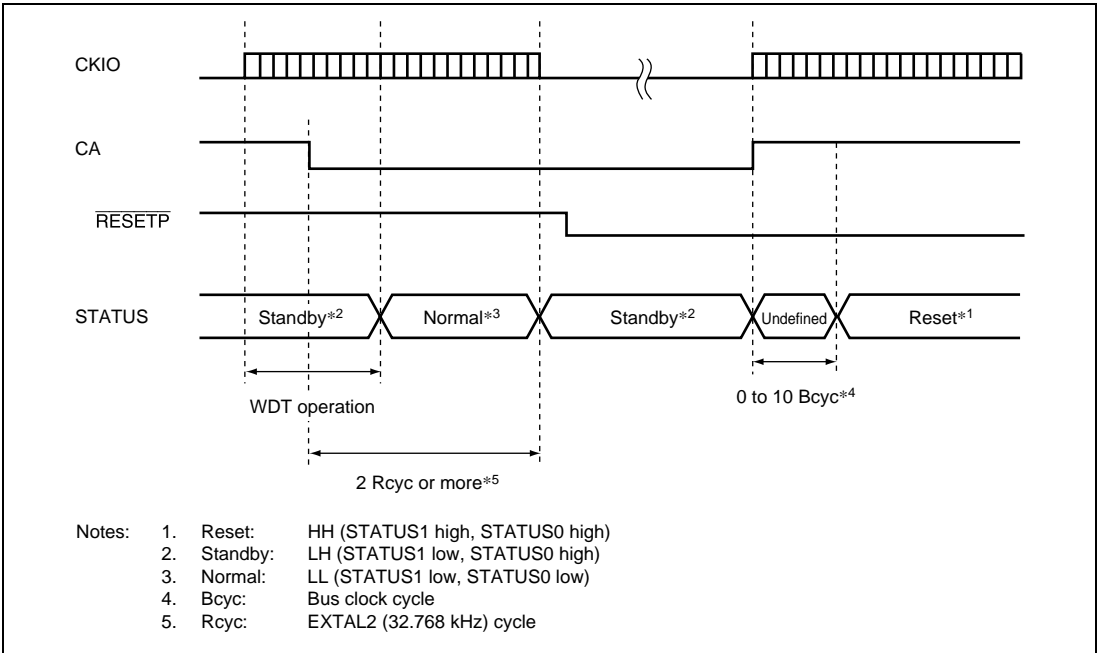 CKIO
CA
RESETP
STATUS
Standby*2 Normal*3 Standby*2 Undefined Reset*1
WDT operation
0 to 10 Bcyc*4
2 Rcyc or more*5
Notes: 1. Reset: HH (STATUS1 high, STATUS0 high)
2. Standby: LH (STATUS1 low, STATUS0 high)
3. Normal: LL (STATUS1 low, STATUS0 low)
4. Bcyc: Bus clock cycle
5. Rcyc: EXTAL2 (32.768 kHz) cycle